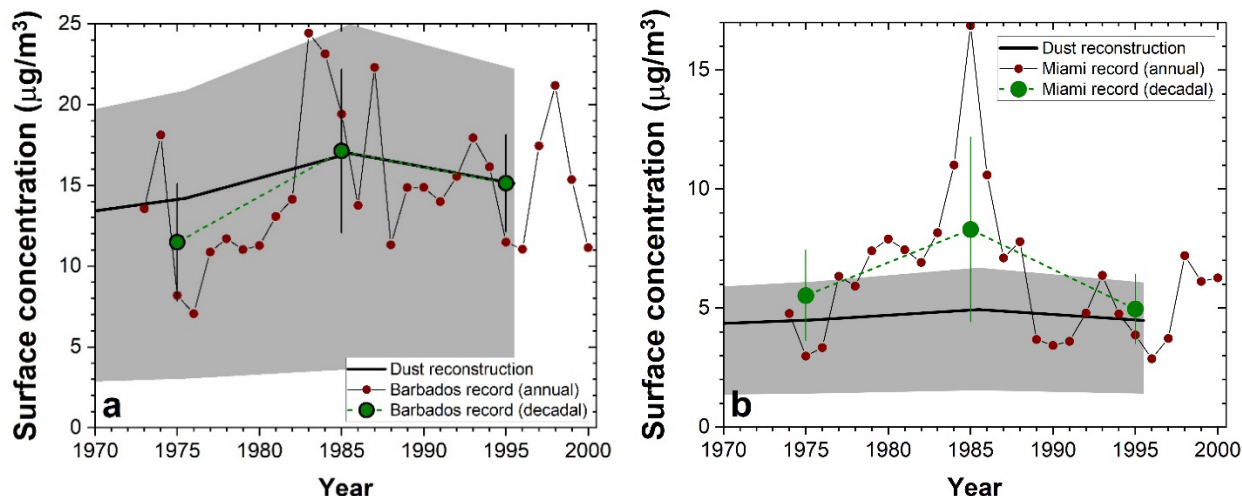 Surface concentration (μg/m³)
25
20
15
10
5
0
Dust reconstruction
Barbados record (annual)
Barbados record (decadal)
a
1970 1975 1980 1985 1990 1995 2000
Year
Surface concentration (μg/m³)
15
10
5
0
Dust reconstruction
Miami record (annual)
Miami record (decadal)
b
1970 1975 1980 1985 1990 1995 2000
Year